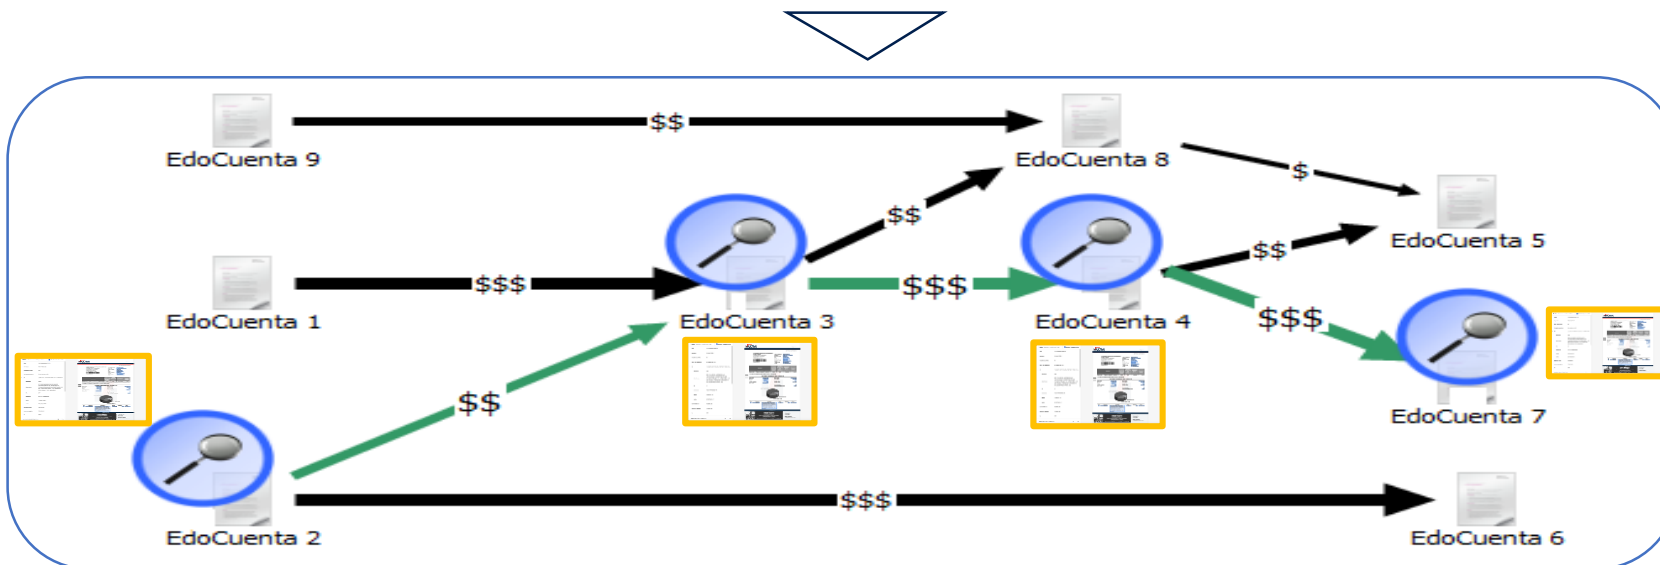 $$
EdoCuenta 9
EdoCuenta 8
$
$$
EdoCuenta 5
$$
$$$
$$$
EdoCuenta 1
EdoCuenta 3
EdoCuenta 4
$$$
$$
EdoCuenta 7
$$$
EdoCuenta 2
EdoCuenta 6